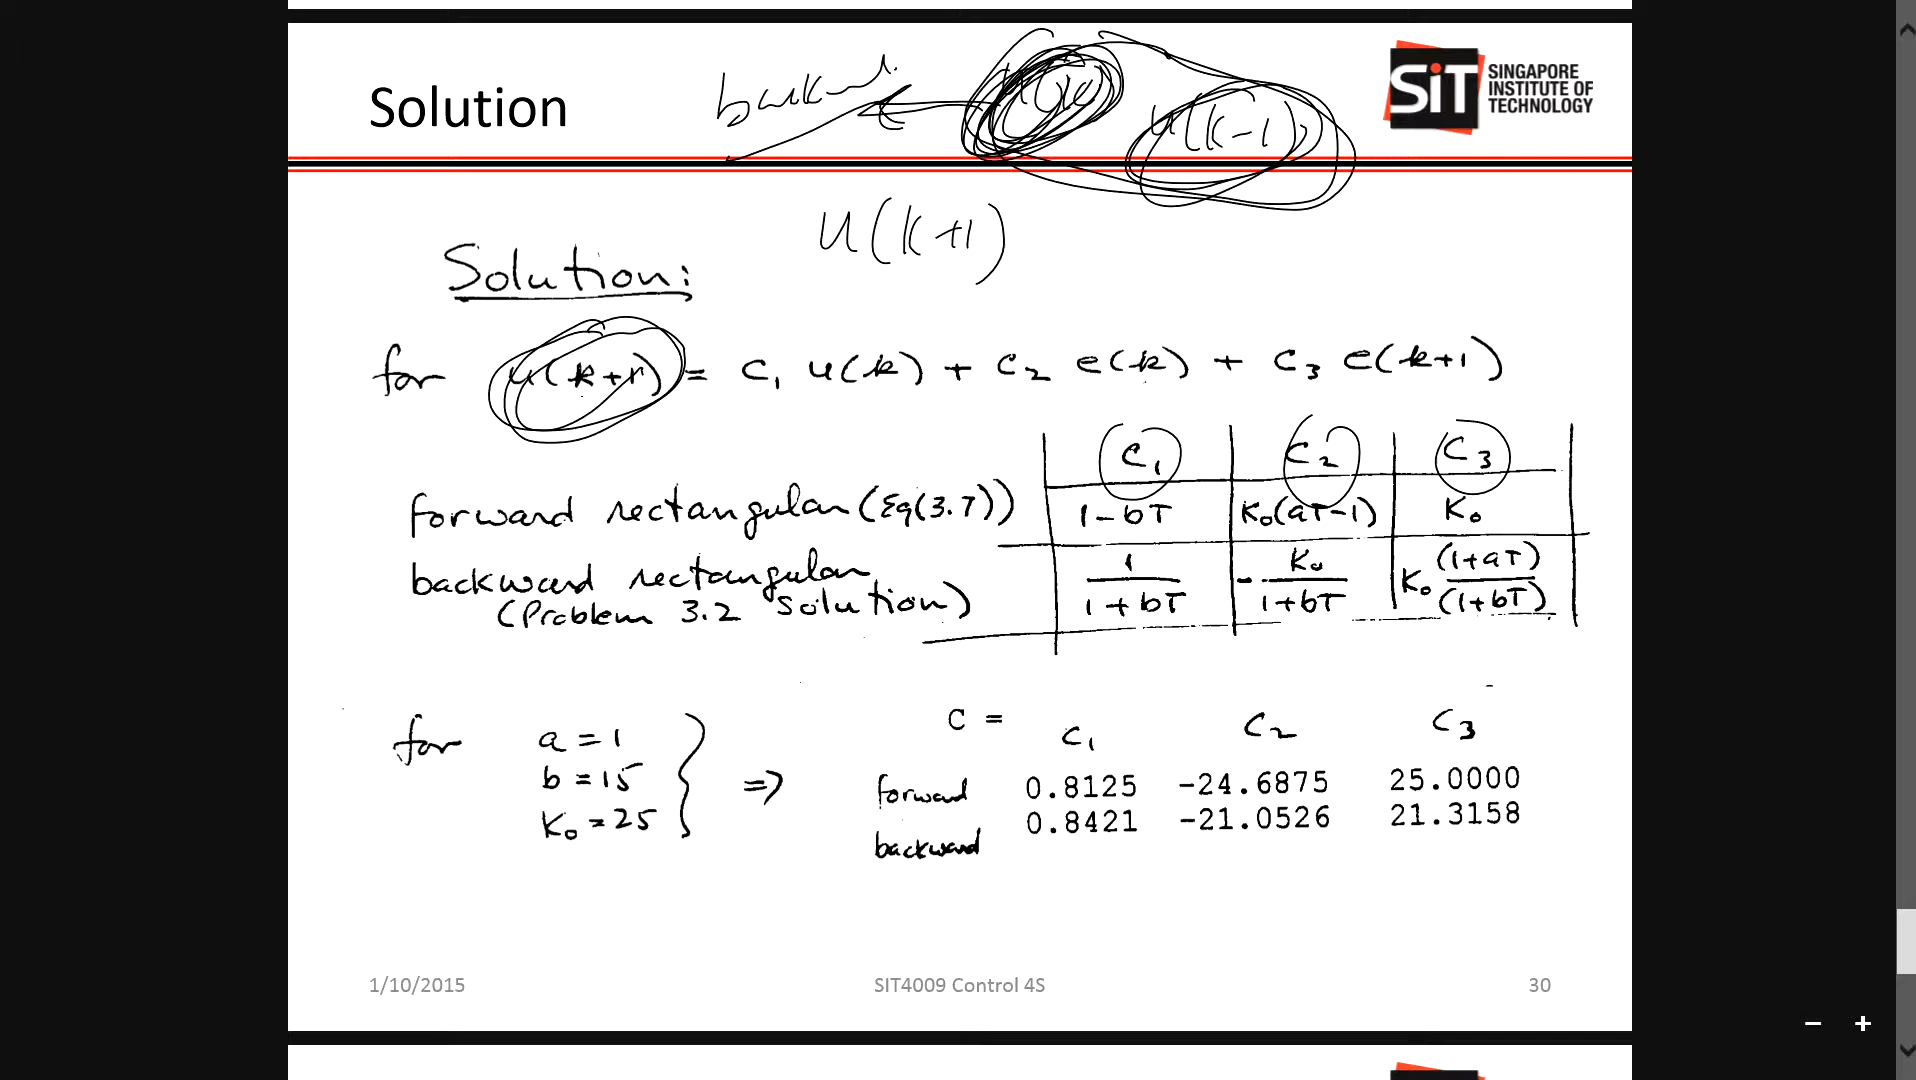 Solution
backward
u(k-1)
SiT SINGAPORE
INSTITUTE OF
TECHNOLOGY
u(k+1)
Solution:
for u(k+1) = C₁ u(k) + C₂ e(k) + C₃ e(k+1)
C₁ C₂ C₃
forward rectangular (Eq(3.7)) 1-bT K₀(aT-1) K₀
backward rectangular 1/(1+bT) -K₀/(1+bT) K₀(1+aT)/(1+bT)
(Problem 3.2 solution)
C =
C₁ C₂ C₃
for a = 1
b = 15
K₀ = 25
} ⇒
forward 0.8125 -24.6875 25.0000
backward 0.8421 -21.0526 21.3158
1/10/2015 SIT4009 Control 4S 30